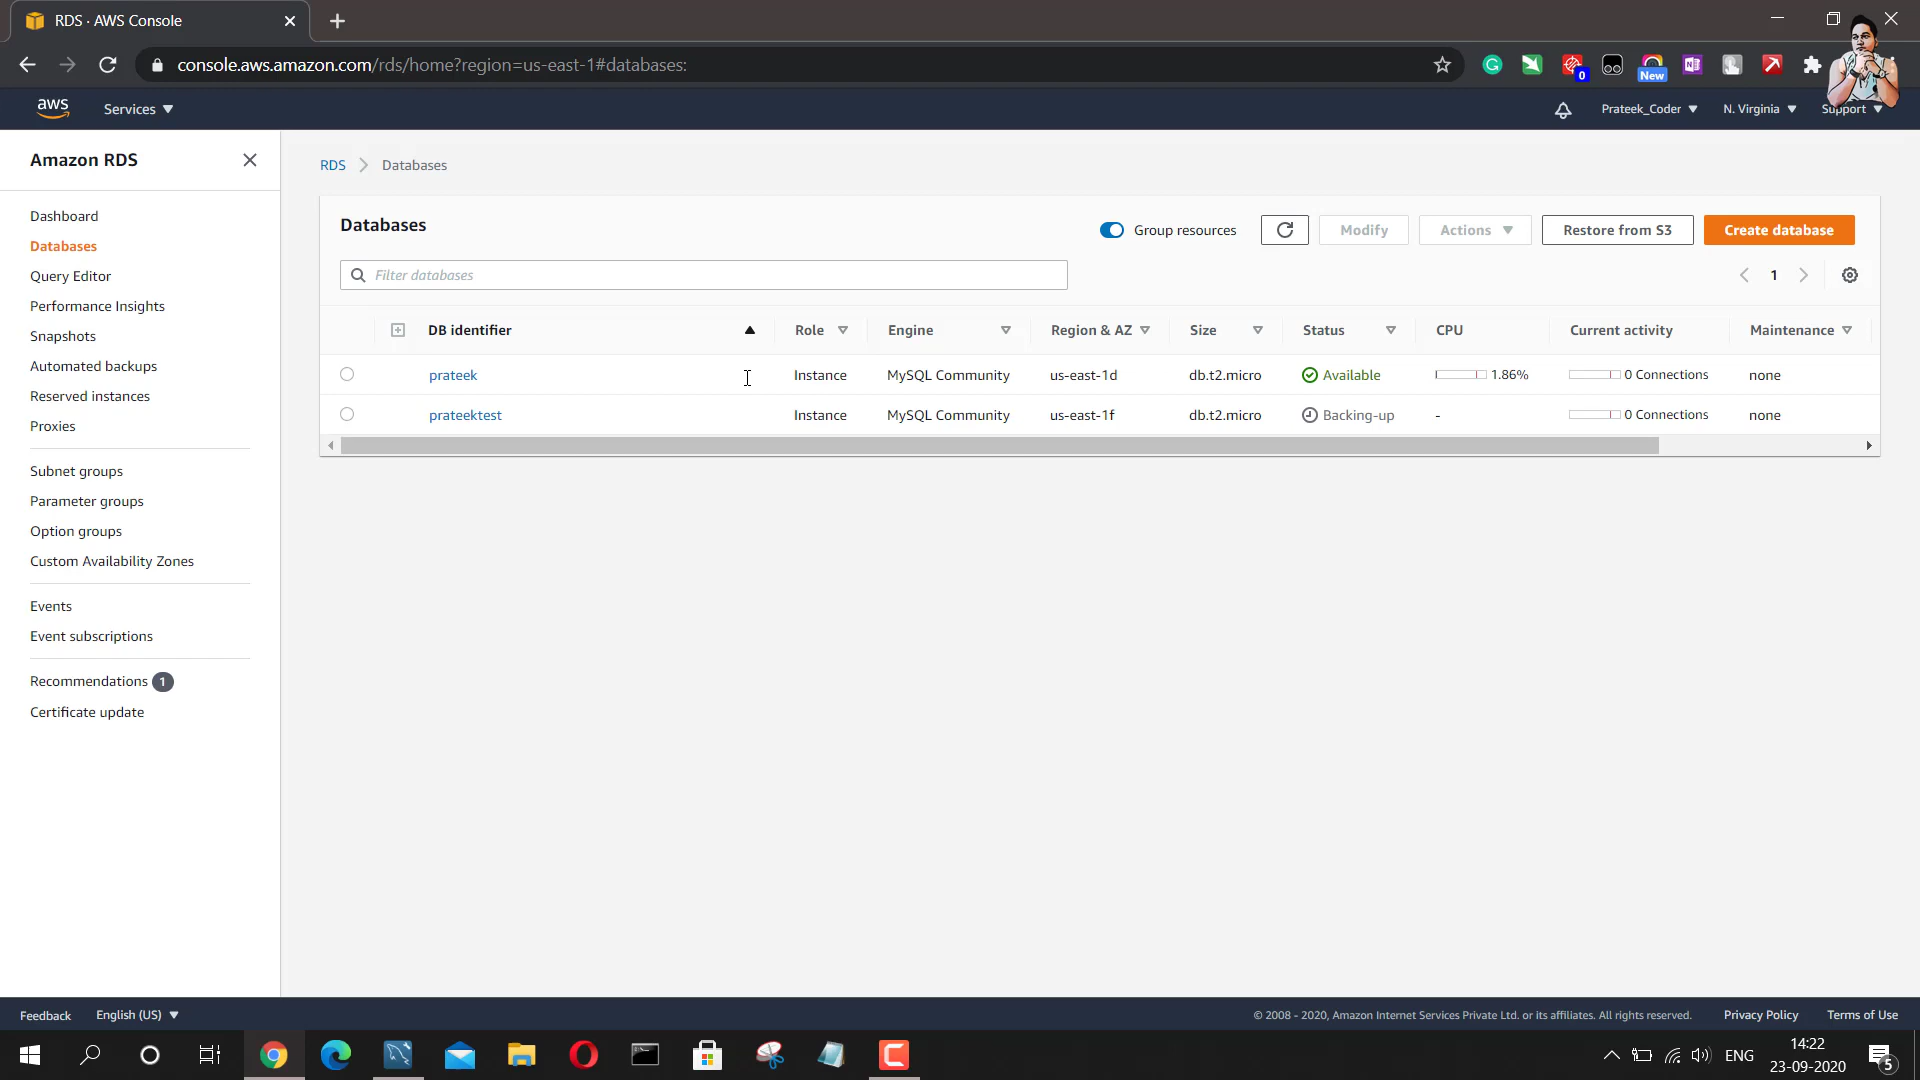 RDS · AWS Console
console.aws.amazon.com/rds/home?region=us-east-1#databases:
0
New
aws
Services
Prateek_Coder
N. Virginia
Support
Amazon RDS
Dashboard
Databases
Query Editor
Performance Insights
Snapshots
Automated backups
Reserved instances
Proxies
Subnet groups
Parameter groups
Option groups
Custom Availability Zones
Events
Event subscriptions
Recommendations 1
Certificate update
RDS Databases
Databases
Group resources
Modify
Actions
Restore from S3
Create database
Filter databases
1
DB identifier Role Engine Region & AZ Size Status CPU Current activity Maintenance
prateek Instance MySQL Community us-east-1d db.t2.micro Available 1.86% 0 Connections none
prateektest Instance MySQL Community us-east-1f db.t2.micro Backing-up - 0 Connections none
Feedback English (US)
© 2008 - 2020, Amazon Internet Services Private Ltd. or its affiliates. All rights reserved. Privacy Policy Terms of Use
ENG
14:22
23-09-2020
5